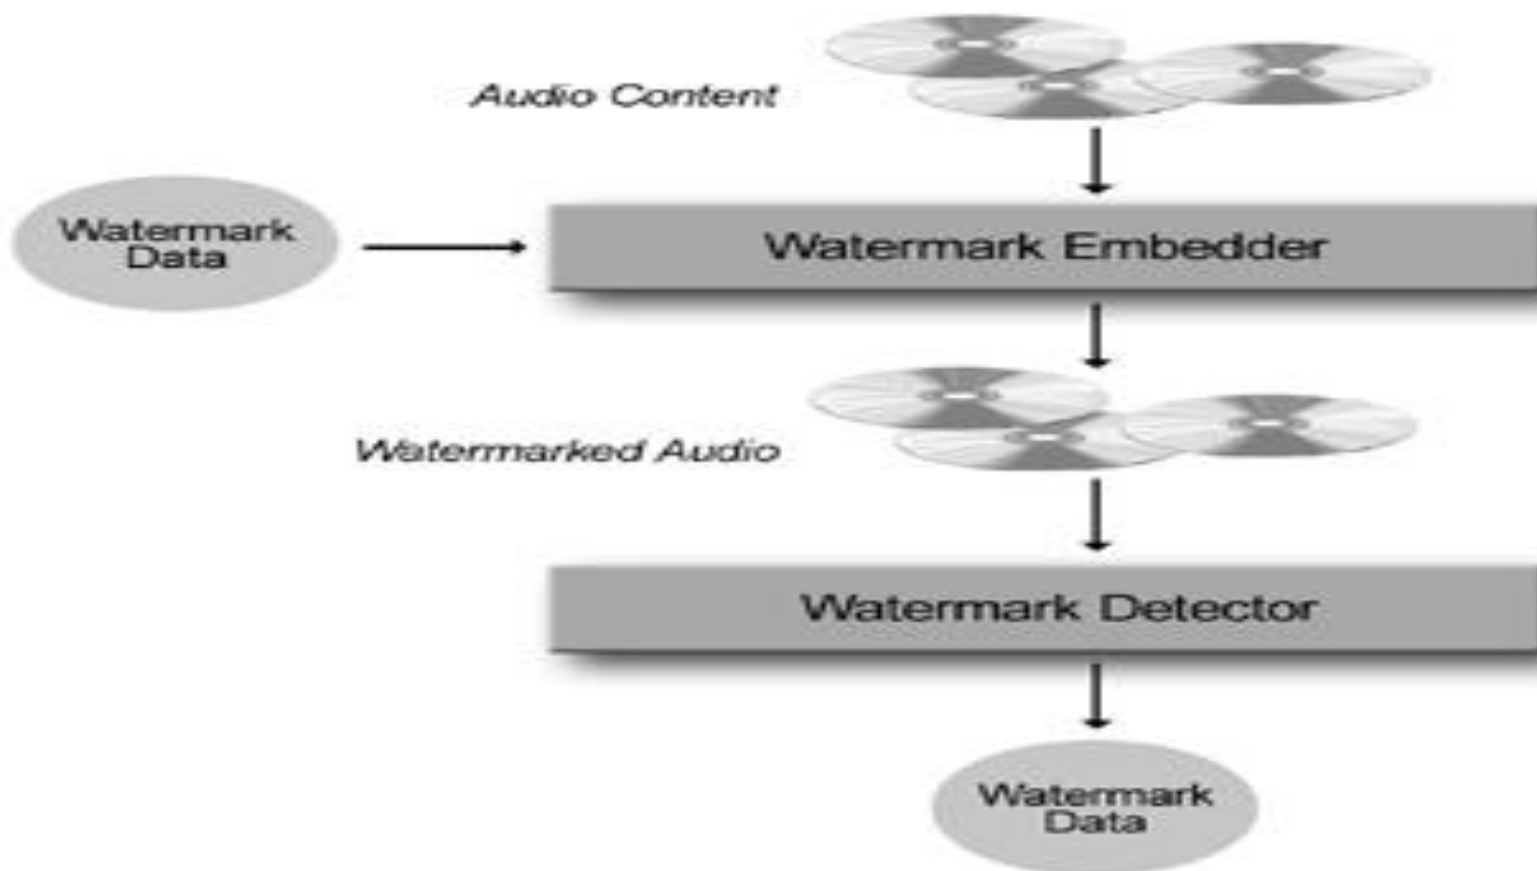 Audio Content
Watermark
Data
Watermark Embedder
Watermarked Audio
Watermark Detector
Watermark
Data